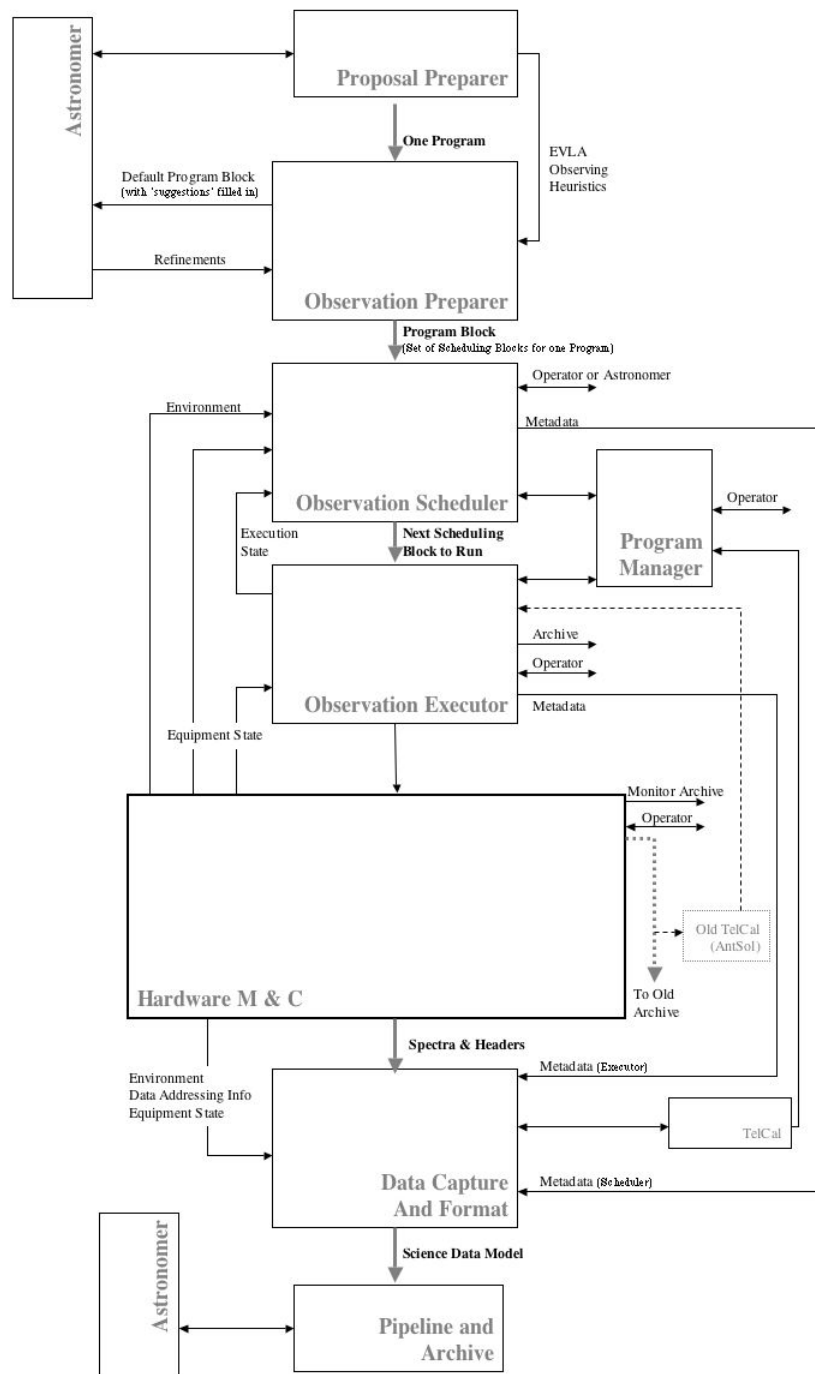 Astronomer
Proposal Preparer
One Program
EVLA
Observing
Heuristics
Default Program Block
(with 'suggestions' filled in)
Refinements
Observation Preparer
Program Block
(Set of Scheduling Blocks for one Program)
Operator or Astronomer
Environment
Metadata
Observation Scheduler
Operator
Program
Manager
Execution
State
Next Scheduling
Block to Run
Archive
Operator
Observation Executor
Metadata
Equipment State
Monitor Archive
Operator
Old TelCal
(AntSol)
Hardware M & C
To Old
Archive
Spectra & Headers
Environment
Data Addressing Info
Equipment State
Metadata (Executor)
TelCal
Data Capture
And Format
Metadata (Scheduler)
Science Data Model
Astronomer
Pipeline and
Archive